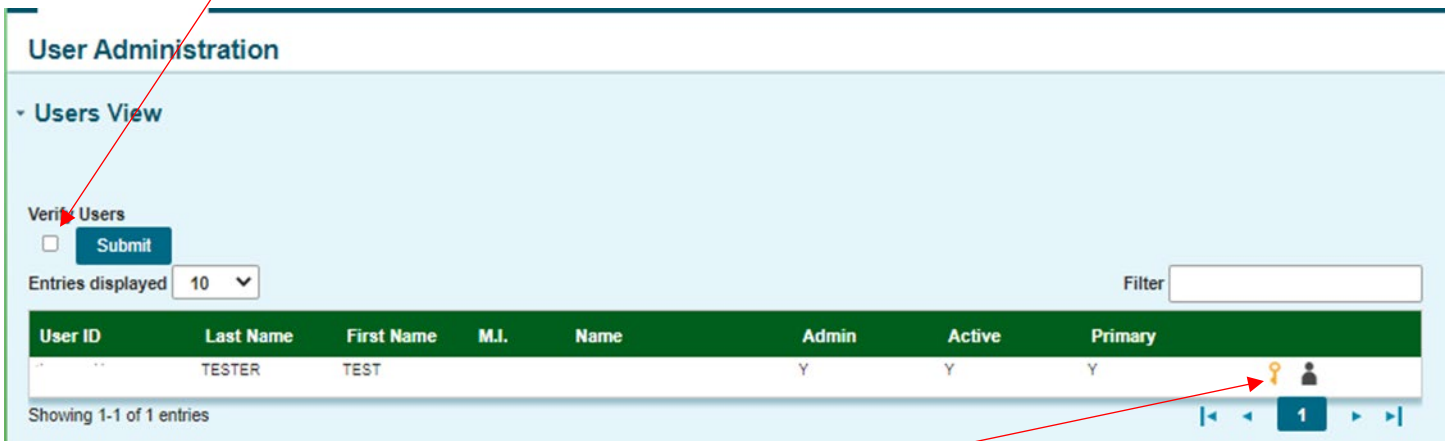 User Administration
Users View
Verify Users
Submit
Entries displayed 10 Filter
User ID Last Name First Name M.I. Name Admin Active Primary
TESTER TEST Y Y Y
Showing 1-1 of 1 entries 1